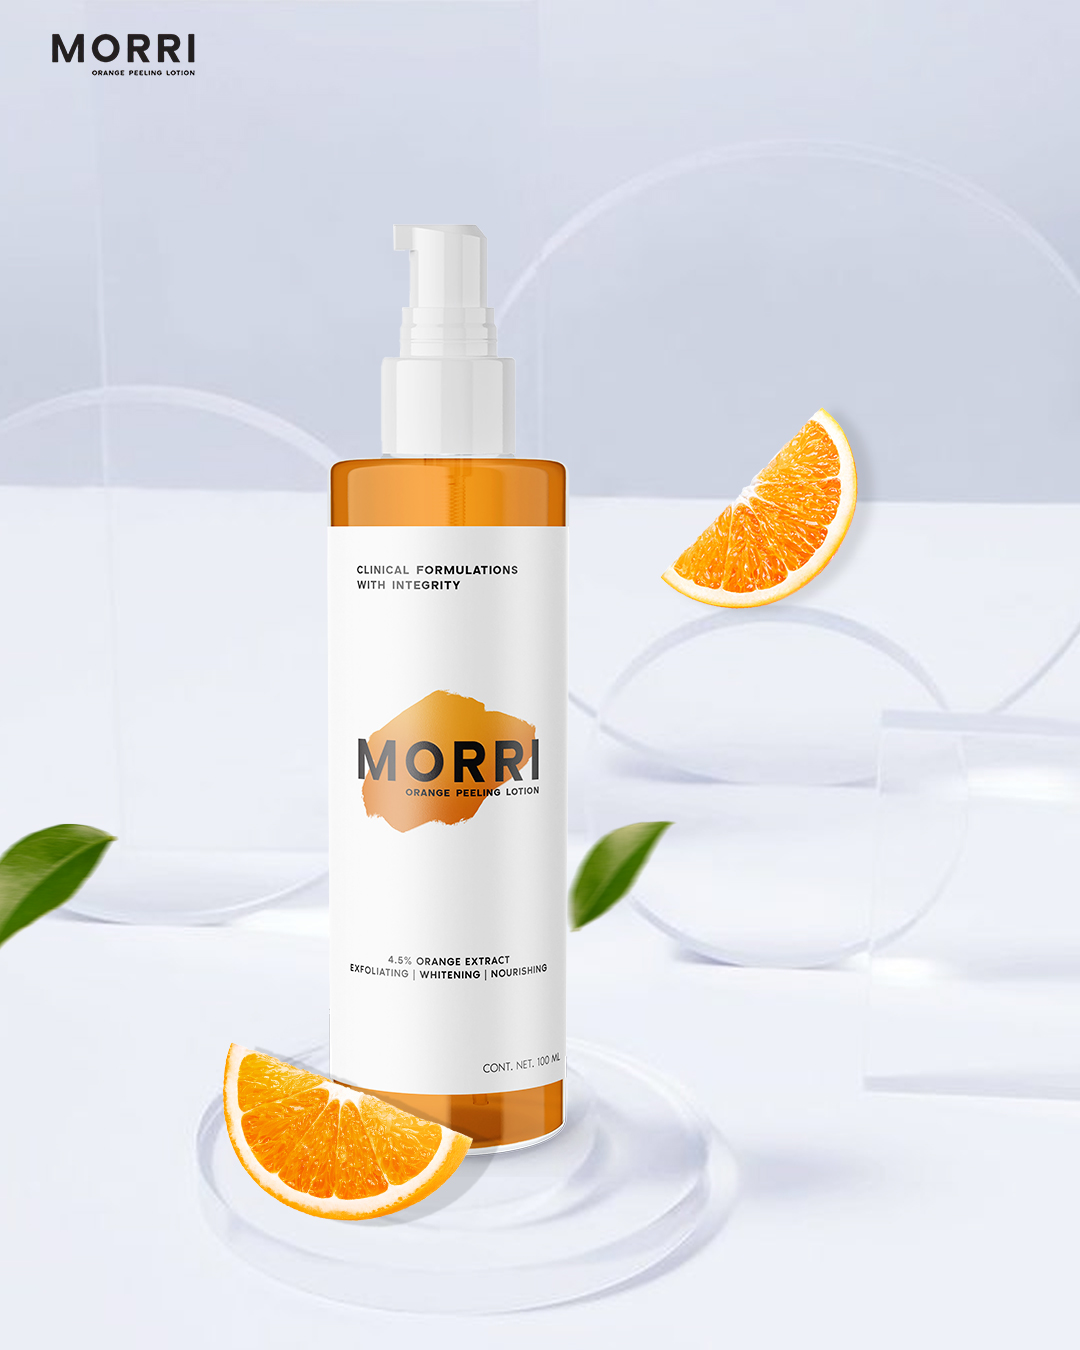 MORRI
ORANGE PEELING LOTION
CLINICAL FORMULATIONS
WITH INTEGRITY
MORRI
ORANGE PEELING LOTION
4.5% ORANGE EXTRACT
EXFOLIATING | WHITENING | NOURISHING
CONT. NET. 100 ML